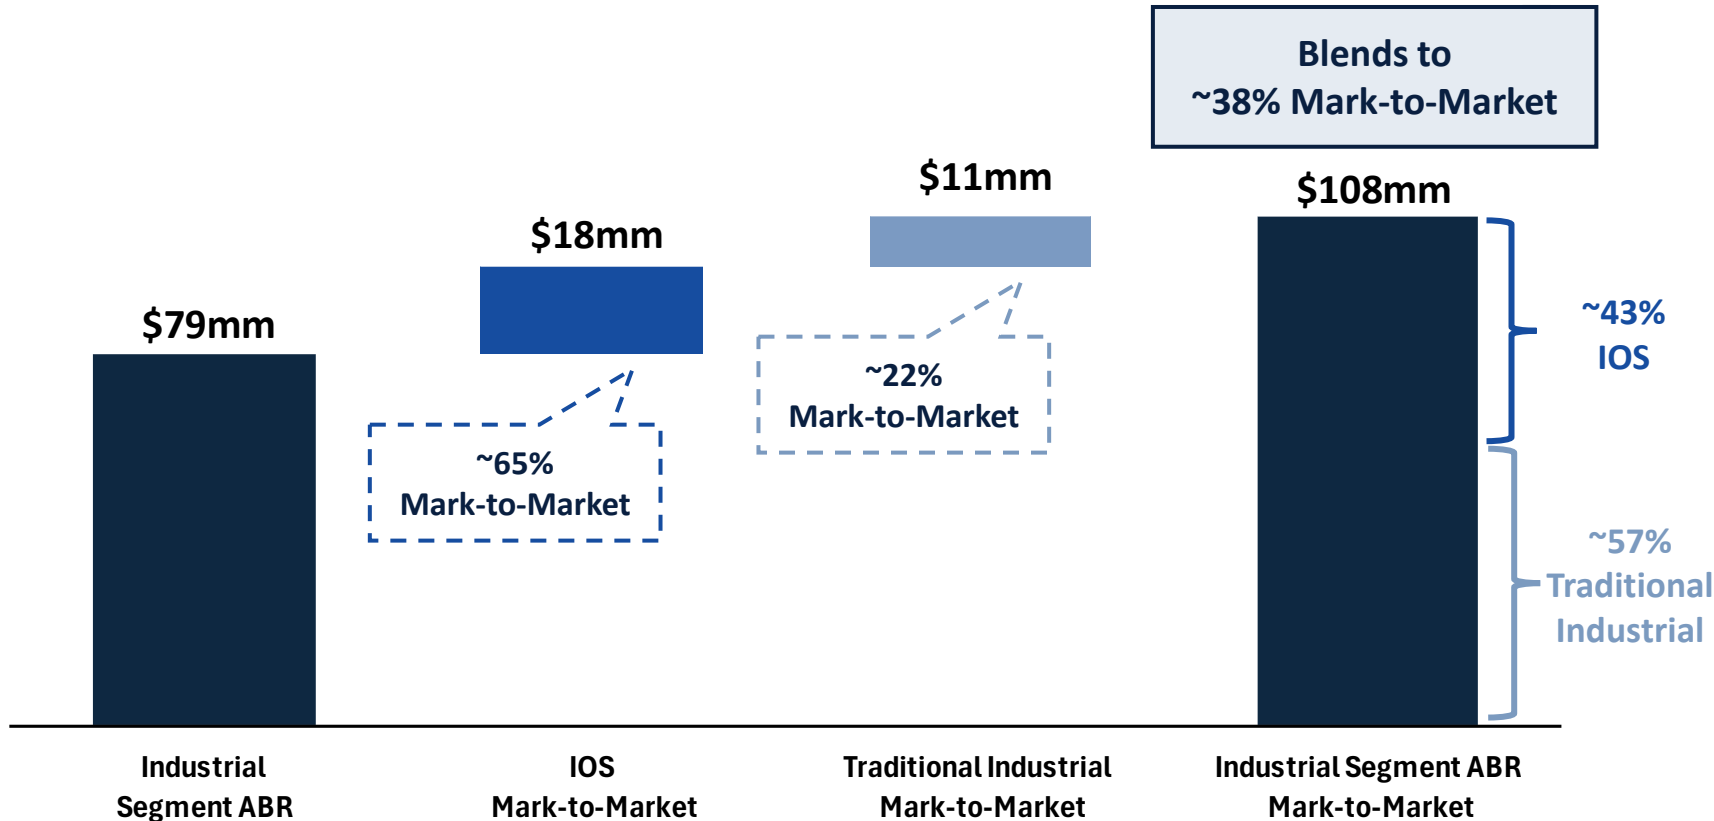 Blends to
~38% Mark-to-Market
$79mm
$18mm
$11mm
$108mm
~65%
Mark-to-Market
~22%
Mark-to-Market
~43%
IOS
~57%
Traditional
Industrial
Industrial
Segment ABR
IOS
Mark-to-Market
Traditional Industrial
Mark-to-Market
Industrial Segment ABR
Mark-to-Market